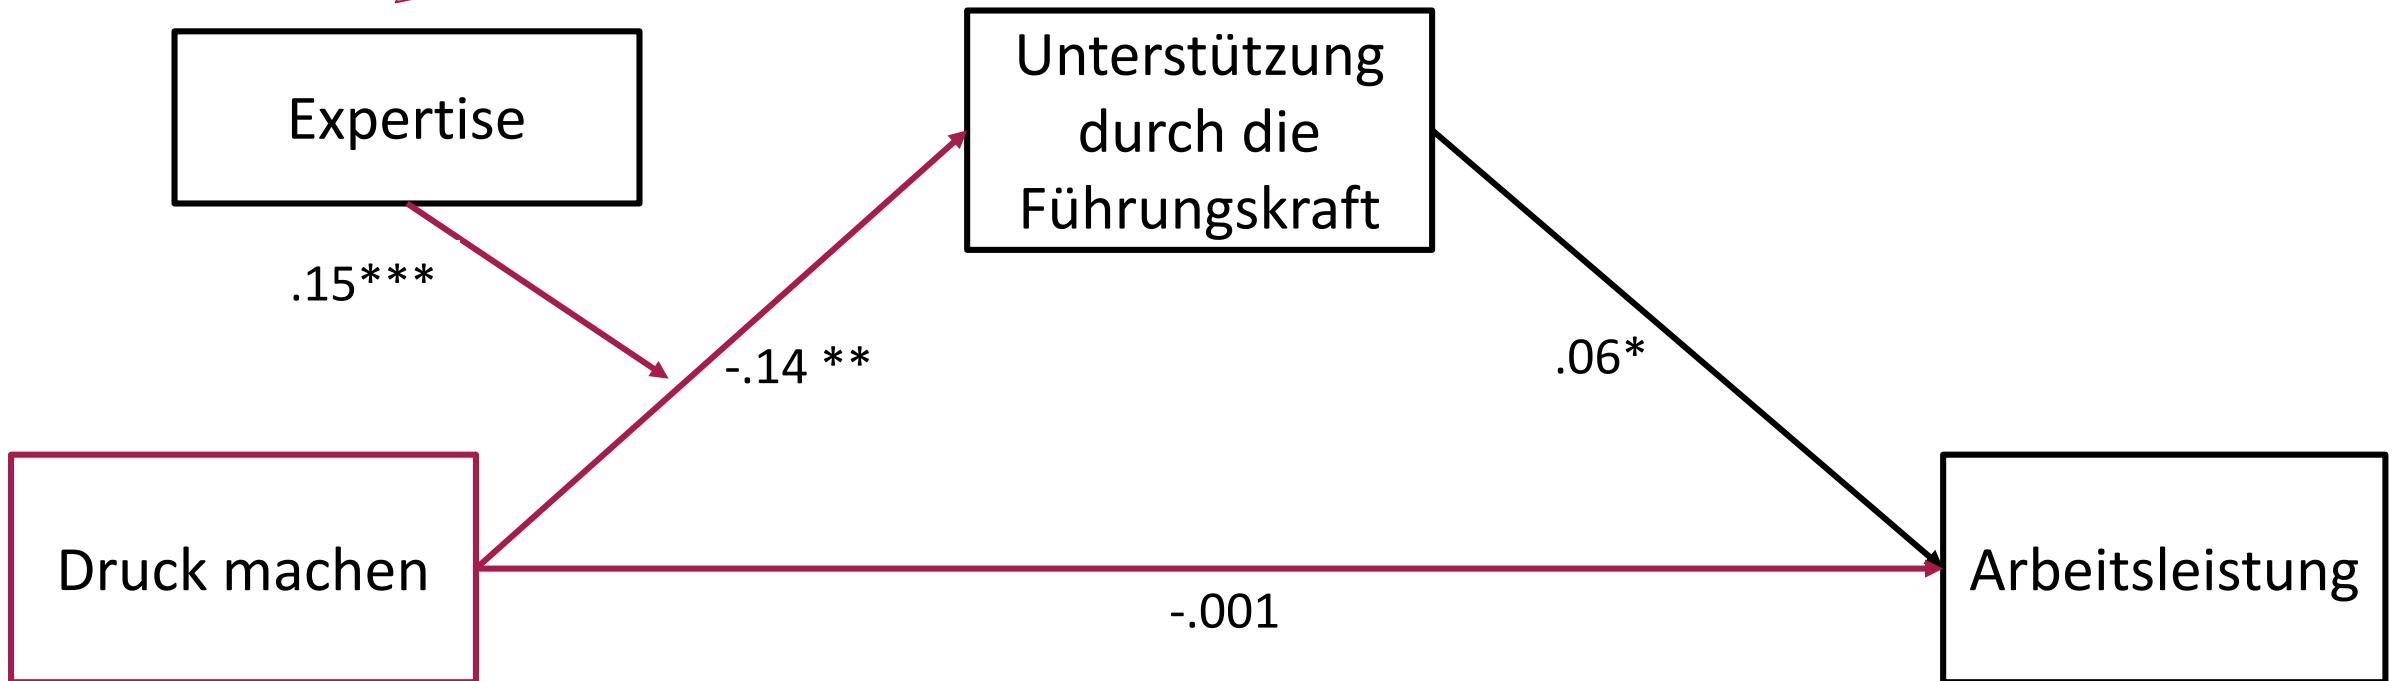 Expertise
Unterstützung
durch die
Führungskraft
.15***
-.14 **
.06*
Druck machen
Arbeitsleistung
-.001